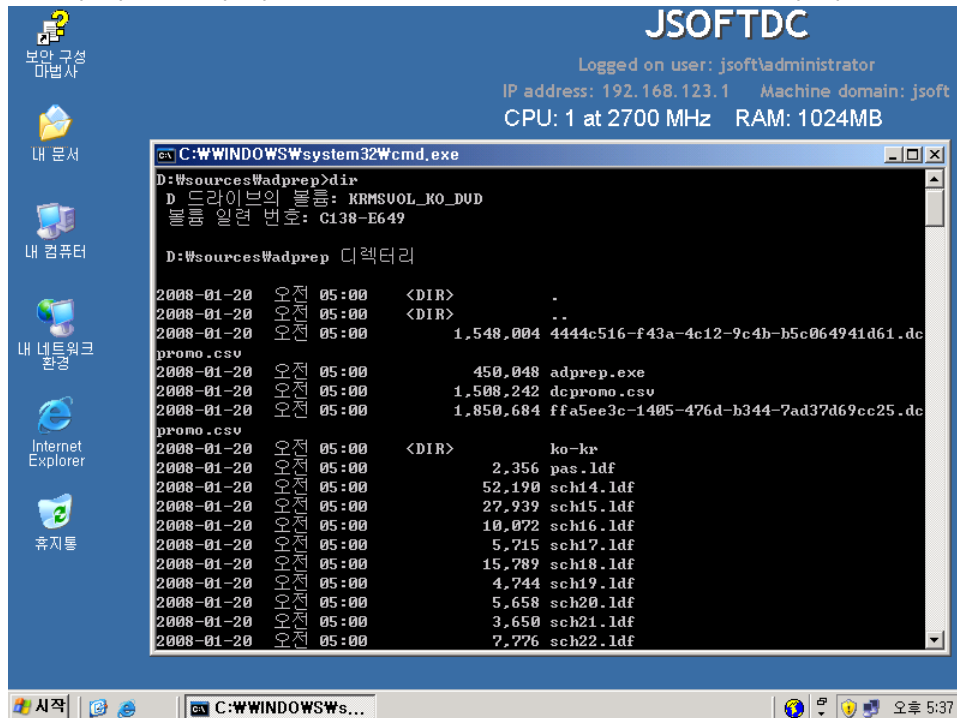 JSOFTDC
Logged on user: jsoft\administrator
IP address: 192.168.123.1 Machine domain: jsoft
CPU: 1 at 2700 MHz RAM: 1024MB
보안 구성
마법사
내 문서
내 컴퓨터
내 네트워크
환경
Internet
Explorer
휴지통
C:₩WINDOWS₩system32₩cmd.exe
D:₩sources₩adprep>dir
D 드라이브의 볼륨: KRMSVOL_KO_DVD
볼륨 일련 번호: C138-E649
D:₩sources₩adprep 디렉터리
2008-01-20 오전 05:00 <DIR> .
2008-01-20 오전 05:00 <DIR> ..
2008-01-20 오전 05:00 1,548,004 4444c516-f43a-4c12-9c4b-b5c064941d61.dc
promo.csv
2008-01-20 오전 05:00 450,048 adprep.exe
2008-01-20 오전 05:00 1,508,242 dcpromo.csv
2008-01-20 오전 05:00 1,850,684 ffa5ee3c-1405-476d-b344-7ad37d69cc25.dc
promo.csv
2008-01-20 오전 05:00 <DIR> ko-kr
2008-01-20 오전 05:00 2,356 pas.ldf
2008-01-20 오전 05:00 52,190 sch14.ldf
2008-01-20 오전 05:00 27,939 sch15.ldf
2008-01-20 오전 05:00 10,072 sch16.ldf
2008-01-20 오전 05:00 5,715 sch17.ldf
2008-01-20 오전 05:00 15,789 sch18.ldf
2008-01-20 오전 05:00 4,744 sch19.ldf
2008-01-20 오전 05:00 5,658 sch20.ldf
2008-01-20 오전 05:00 3,650 sch21.ldf
2008-01-20 오전 05:00 7,776 sch22.ldf
시작
C:₩WINDOWS₩s...
오후 5:37